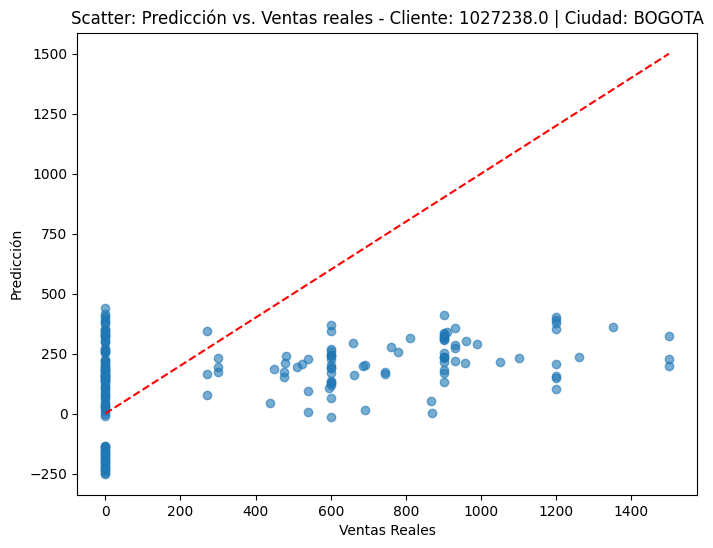 Scatter: Predicción vs. Ventas reales - Cliente: 1027238.0 | Ciudad: BOGOTA
1500
1250
1000
750
500
250
0
−250
Predicción
0 200 400 600 800 1000 1200 1400
Ventas Reales